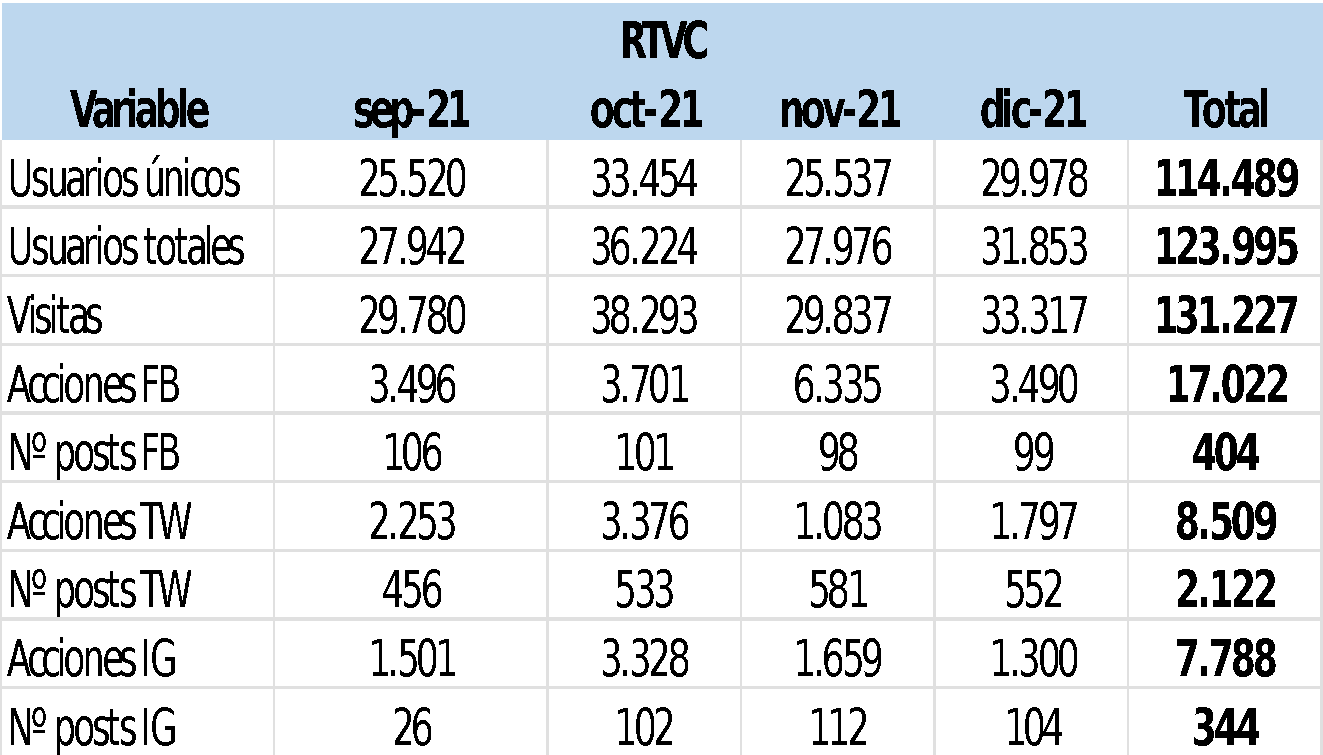 RTVC
Variable sep-21 oct-21 nov-21 dic-21 Total
Usuarios únicos 25.520 33.454 25.537 29.978 114.489
Usuarios totales 27.942 36.224 27.976 31.853 123.995
Visitas 29.780 38.293 29.837 33.317 131.227
Acciones FB 3.496 3.701 6.335 3.490 17.022
Nº posts FB 106 101 98 99 404
Acciones TW 2.253 3.376 1.083 1.797 8.509
Nº posts TW 456 533 581 552 2.122
Acciones IG 1.501 3.328 1.659 1.300 7.788
Nº posts IG 26 102 112 104 344